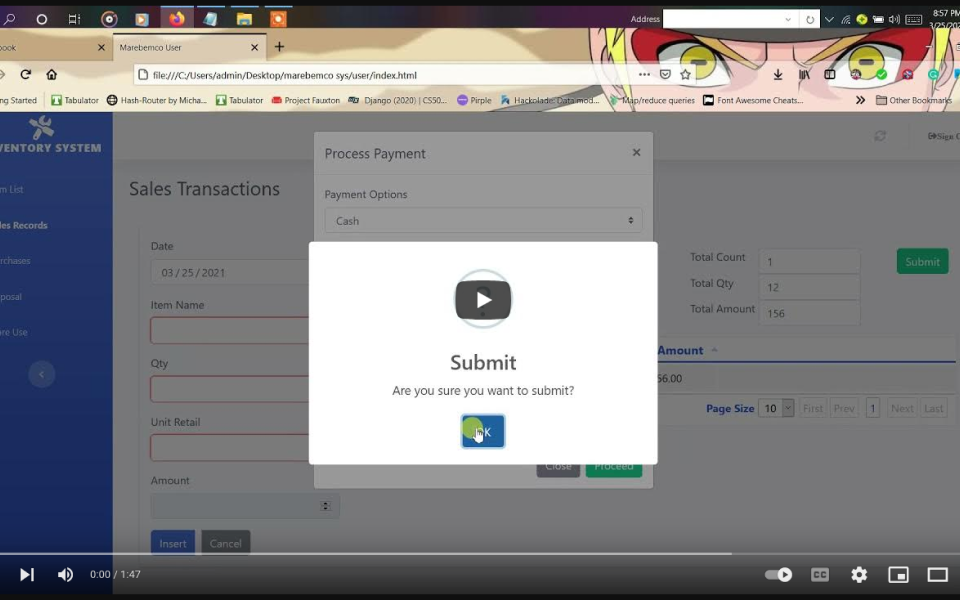 Address
8:57 PM
3/25/202
ook
Marebemco User
file:///C:/Users/admin/Desktop/marebemco sys/user/index.html
ng Started
Tabulator
Hash-Router by Micha...
Tabulator
Project Fauxton
Django (2020) | CS50...
Pirple
Hackolade: Data mod...
Map/reduce queries
Font Awesome Cheats...
Other Bookmarks
VENTORY SYSTEM
Process Payment
Sign O
m List
Sales Transactions
Payment Options
Cash
les Records
Date
Total Count
1
Submit
rchases
03 / 25 / 2021
Total Qty
12
posal
Item Name
Total Amount
156
are Use
Amount
Qty
Submit
56.00
Are you sure you want to submit?
Page Size
10
First
Prev
1
Next
Last
Unit Retail
Close
Proceed
Amount
Insert
Cancel
0:00 / 1:47
CC